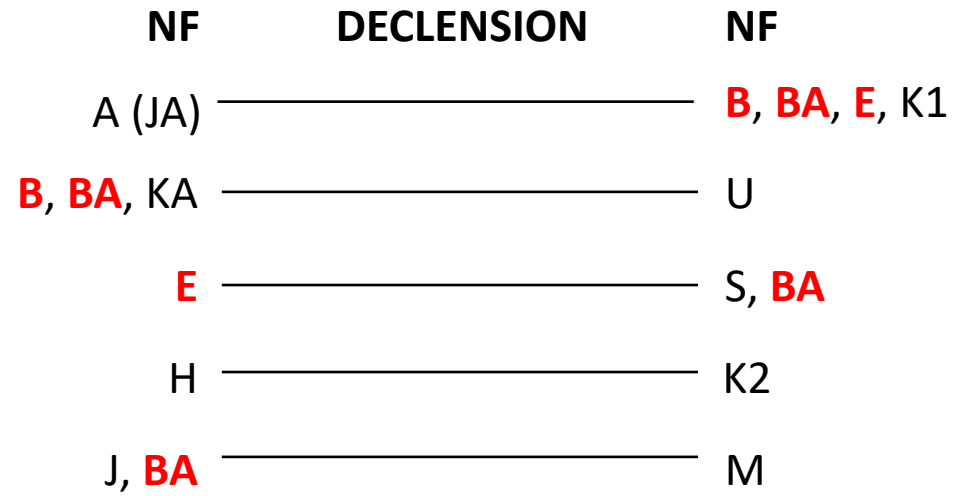 NF DECLENSION NF
A (JA) B, BA, E, K1
B, BA, KA U
E S, BA
H K2
J, BA M